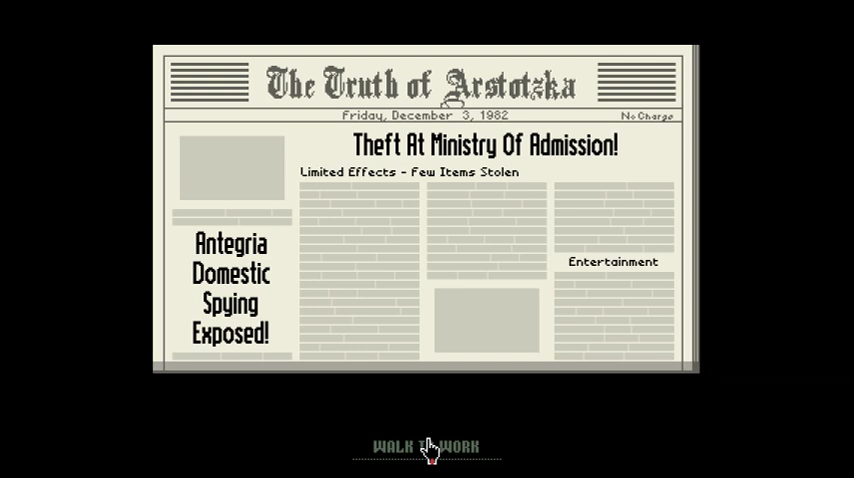 The Truth of Arstotzka
Friday, December 3, 1982
No Charge
Theft At Ministry Of Admission!
Limited Effects - Few Items Stolen
Antegria
Domestic
Spying
Exposed!
Entertainment
WALK TO WORK